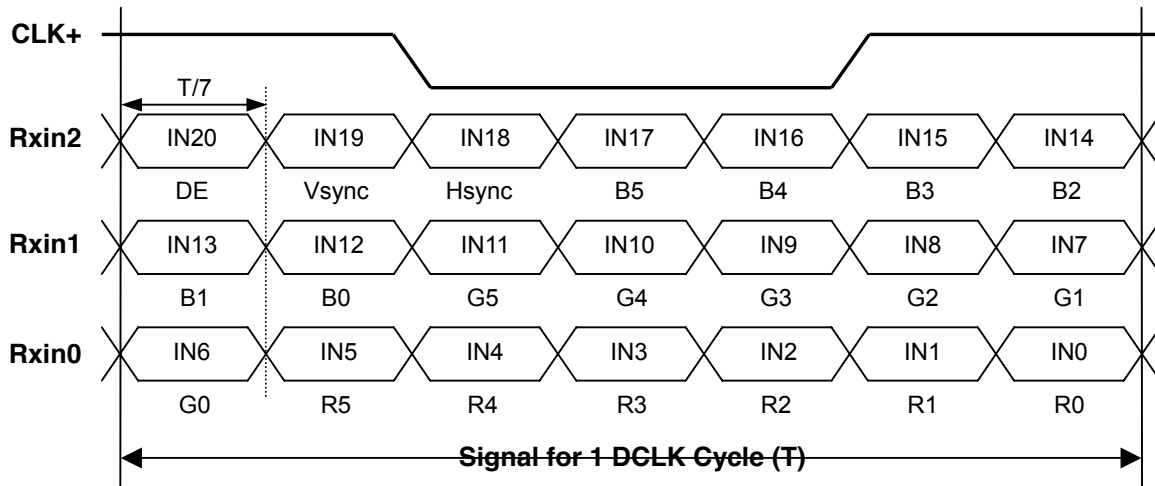 CLK+
T/7
Rxin2 IN20 IN19 IN18 IN17 IN16 IN15 IN14
DE Vsync Hsync B5 B4 B3 B2
Rxin1 IN13 IN12 IN11 IN10 IN9 IN8 IN7
B1 B0 G5 G4 G3 G2 G1
Rxin0 IN6 IN5 IN4 IN3 IN2 IN1 IN0
G0 R5 R4 R3 R2 R1 R0
Signal for 1 DCLK Cycle (T)